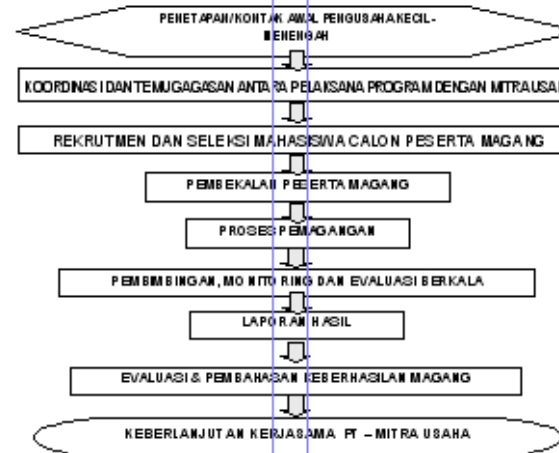 PENETAPAN/KONTAK AWAL PENGUSAHA KECIL-
MENENGAH
KOORDINASI DAN TEMU GAGASAN ANTARA PELAKSANA PROGRAM DENGAN MITRA USA
REKRUTMEN DAN SELEKSI MAHASISWA CALON PESERTA MAGANG
PEMBEKALAN PESERTA MAGANG
PROSES PEMAGANGAN
PEMBIMBINGAN, MONITORING DAN EVALUASI BERKALA
LAPORAN HASIL
EVALUASI & PEMBAHASAN KEBERHASILAN MAGANG
KEBERLANJUTAN KERJASAMA PT – MITRA USAHA